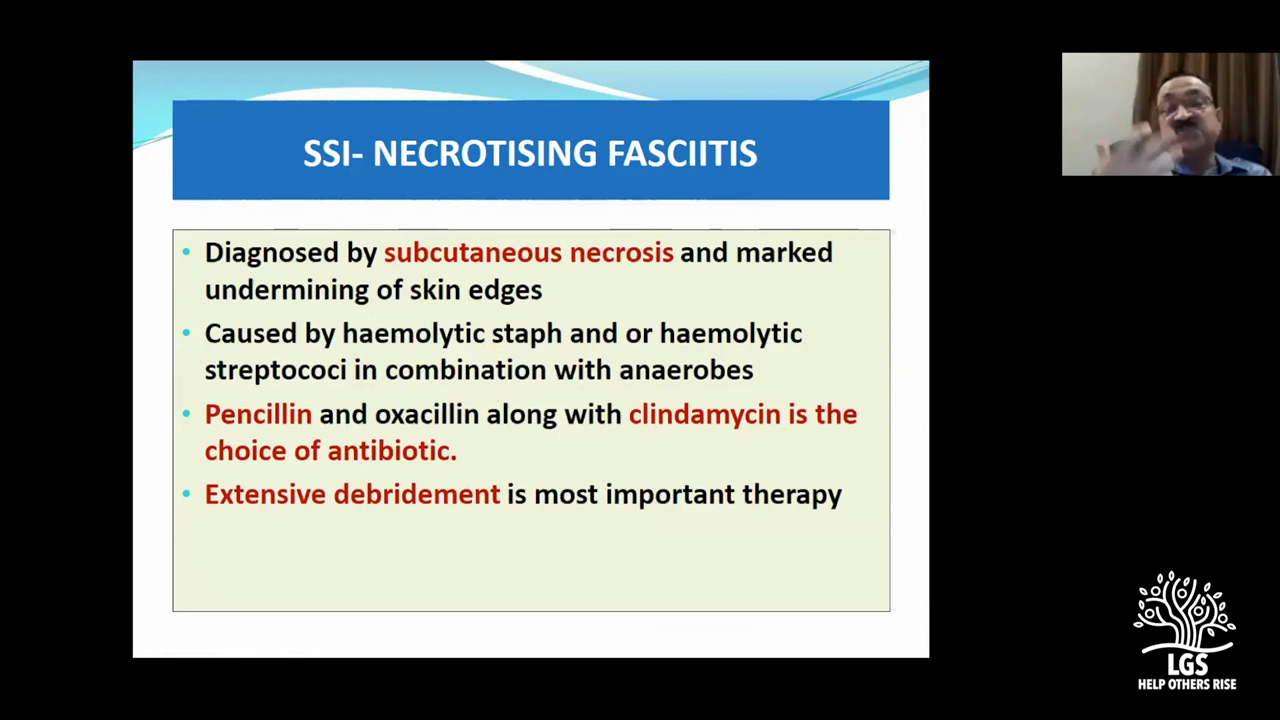 SSI- NECROTISING FASCIITIS
• Diagnosed by subcutaneous necrosis and marked
undermining of skin edges
• Caused by haemolytic staph and or haemolytic
streptococi in combination with anaerobes
• Pencillin and oxacillin along with clindamycin is the
choice of antibiotic.
• Extensive debridement is most important therapy
LGS
HELP OTHERS RISE